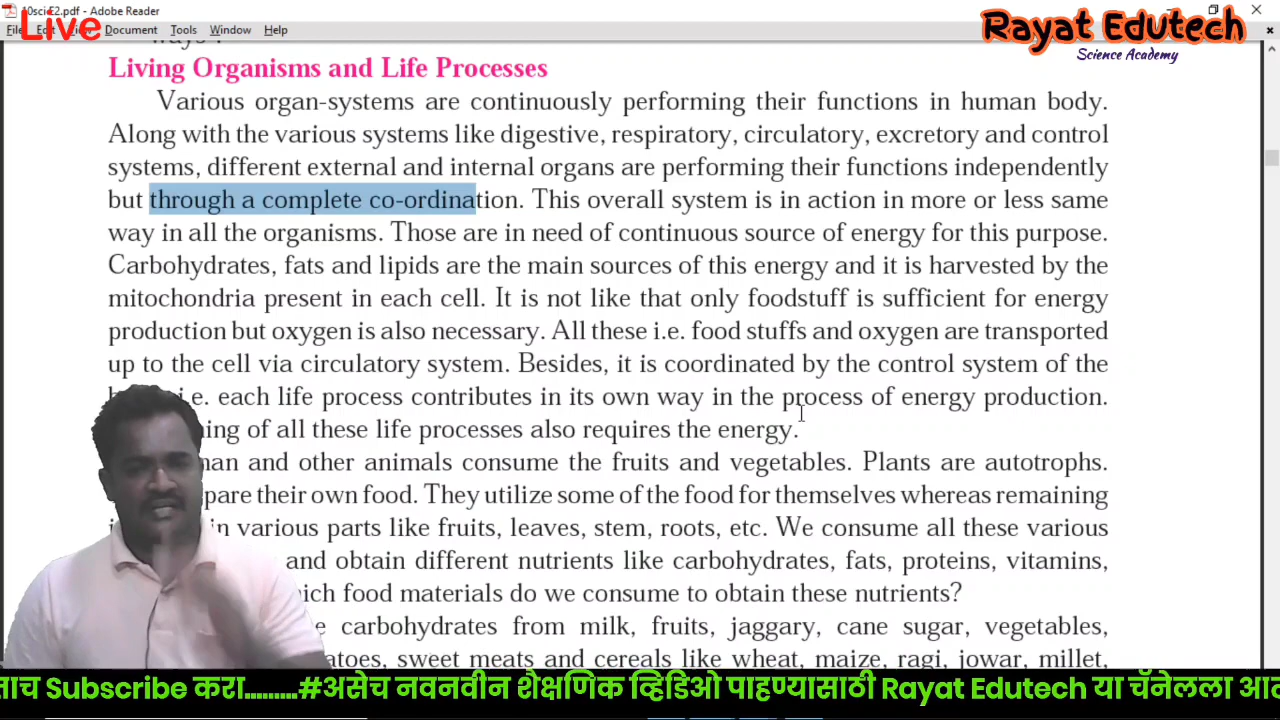 10sci E2.pdf - Adobe Reader
Live
File Edit View Document Tools Window Help
Rayat Edutech
Science Academy
ways ?
Living Organisms and Life Processes
Various organ-systems are continuously performing their functions in human body.
Along with the various systems like digestive, respiratory, circulatory, excretory and control
systems, different external and internal organs are performing their functions independently
but through a complete co-ordination. This overall system is in action in more or less same
way in all the organisms. Those are in need of continuous source of energy for this purpose.
Carbohydrates, fats and lipids are the main sources of this energy and it is harvested by the
mitochondria present in each cell. It is not like that only foodstuff is sufficient for energy
production but oxygen is also necessary. All these i.e. food stuffs and oxygen are transported
up to the cell via circulatory system. Besides, it is coordinated by the control system of the
i.e. each life process contributes in its own way in the process of energy production.
of all these life processes also requires the energy.
and other animals consume the fruits and vegetables. Plants are autotrophs.
their own food. They utilize some of the food for themselves whereas remaining
in various parts like fruits, leaves, stem, roots, etc. We consume all these various
and obtain different nutrients like carbohydrates, fats, proteins, vitamins,
food materials do we consume to obtain these nutrients?
carbohydrates from milk, fruits, jaggary, cane sugar, vegetables,
sweet meats and cereals like wheat, maize, ragi, jowar, millet,
Subscribe करा.........#असेच नवनवीन शैक्षणिक व्हिडिओ पाहण्यासाठी Rayat Edutech या चॅनेलला